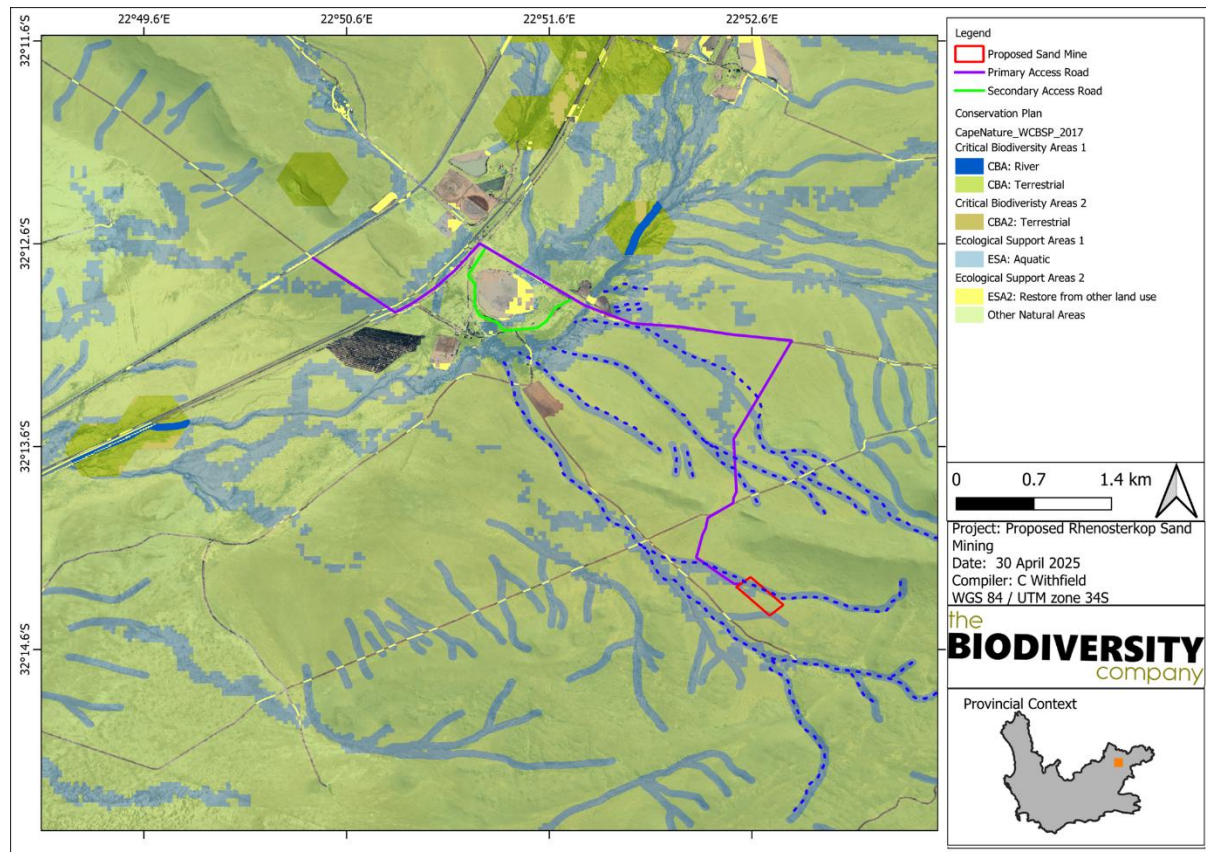 22°49.6'E 22°50.6'E 22°51.6'E 22°52.6'E
32°11.6'S
32°12.6'S
32°13.6'S
32°14.6'S
Legend
Proposed Sand Mine
Primary Access Road
Secondary Access Road
Conservation Plan
CapeNature_WCBSP_2017
Critical Biodiversity Areas 1
CBA: River
CBA: Terrestrial
Critical Bioderisity Areas 2
CBA2: Terrestrial
Ecological Support Areas 1
ESA: Aquatic
Ecological Support Areas 2
ESA2: Restore from other land use
Other Natural Areas
0 0.7 1.4 km
Project: Proposed Rhenosterkop Sand
Mining
Date: 30 April 2025
Compiler: C Withfield
WGS 84 / UTM zone 34S
the
BIODIVERSITY
company
Provincial Context